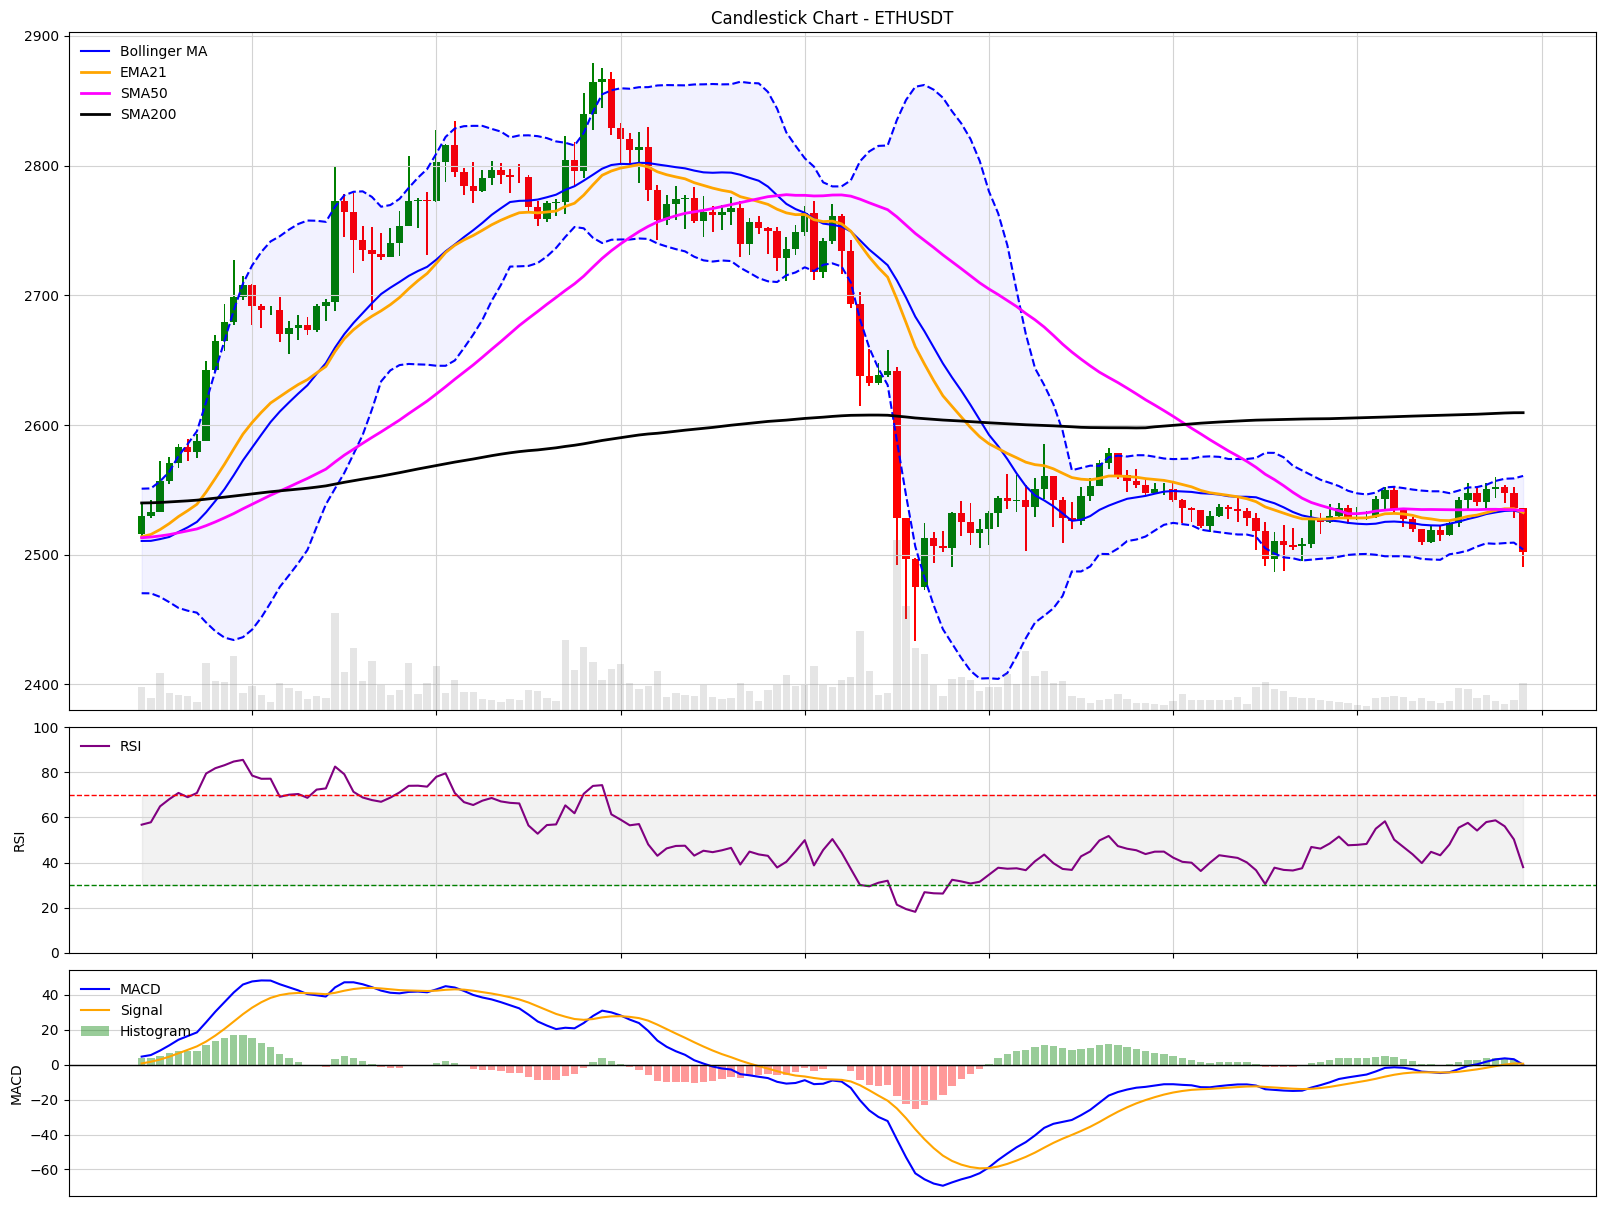 Candlestick Chart - ETHUSDT
2900
2800
2700
2600
2500
2400
Bollinger MA
EMA21
SMA50
SMA200
100
80
60
40
20
0
RSI
RSI
40
20
0
−20
−40
−60
MACD
MACD
Signal
Histogram